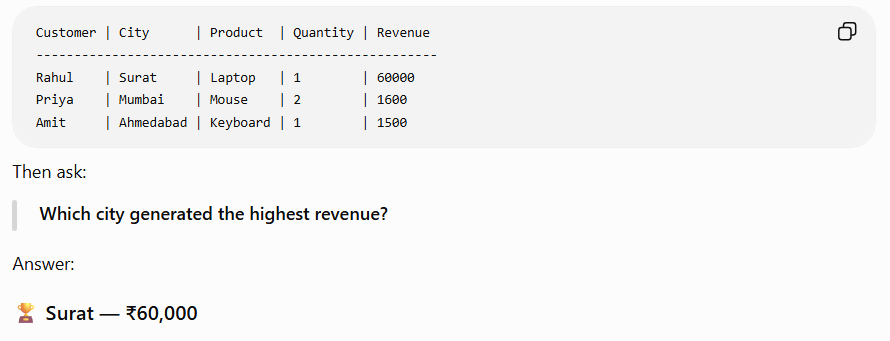 Customer | City      | Product  | Quantity | Revenue
-----------------------------------------------------
Rahul    | Surat     | Laptop   | 1        | 60000
Priya    | Mumbai    | Mouse    | 2        | 1600
Amit     | Ahmedabad | Keyboard | 1        | 1500
Then ask:
Which city generated the highest revenue?
Answer:
🏆 Surat — ₹60,000